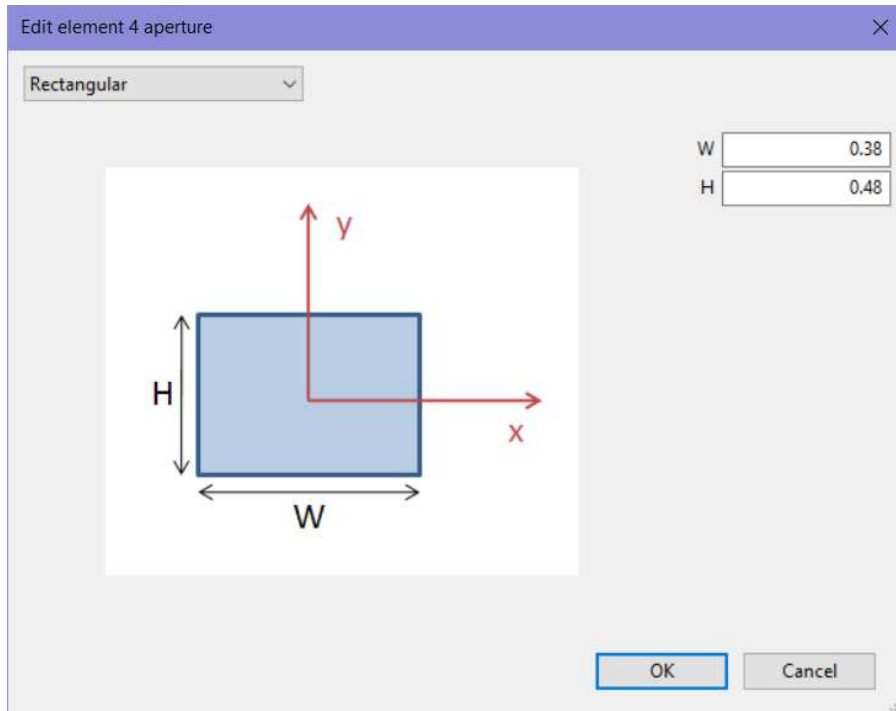 Edit element 4 aperture
Rectangular
W 0.38
H 0.48
y
H
x
W
OK Cancel